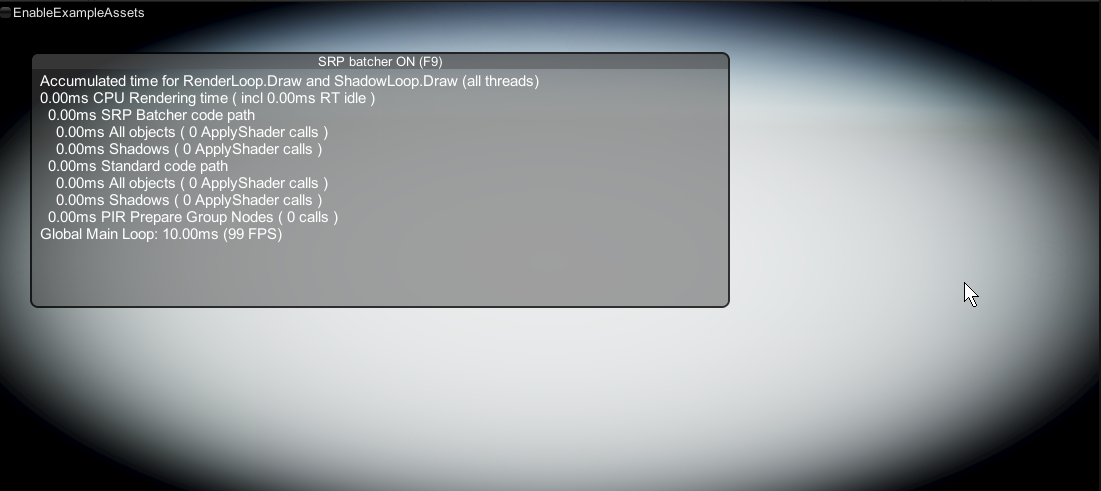 EnableExampleAssets
SRP batcher ON (F9)
Accumulated time for RenderLoop.Draw and ShadowLoop.Draw (all threads)
0.00ms CPU Rendering time ( incl 0.00ms RT idle )
0.00ms SRP Batcher code path
0.00ms All objects ( 0 ApplyShader calls )
0.00ms Shadows ( 0 ApplyShader calls )
0.00ms Standard code path
0.00ms All objects ( 0 ApplyShader calls )
0.00ms Shadows ( 0 ApplyShader calls )
0.00ms PIR Prepare Group Nodes ( 0 calls )
Global Main Loop: 10.00ms (99 FPS)